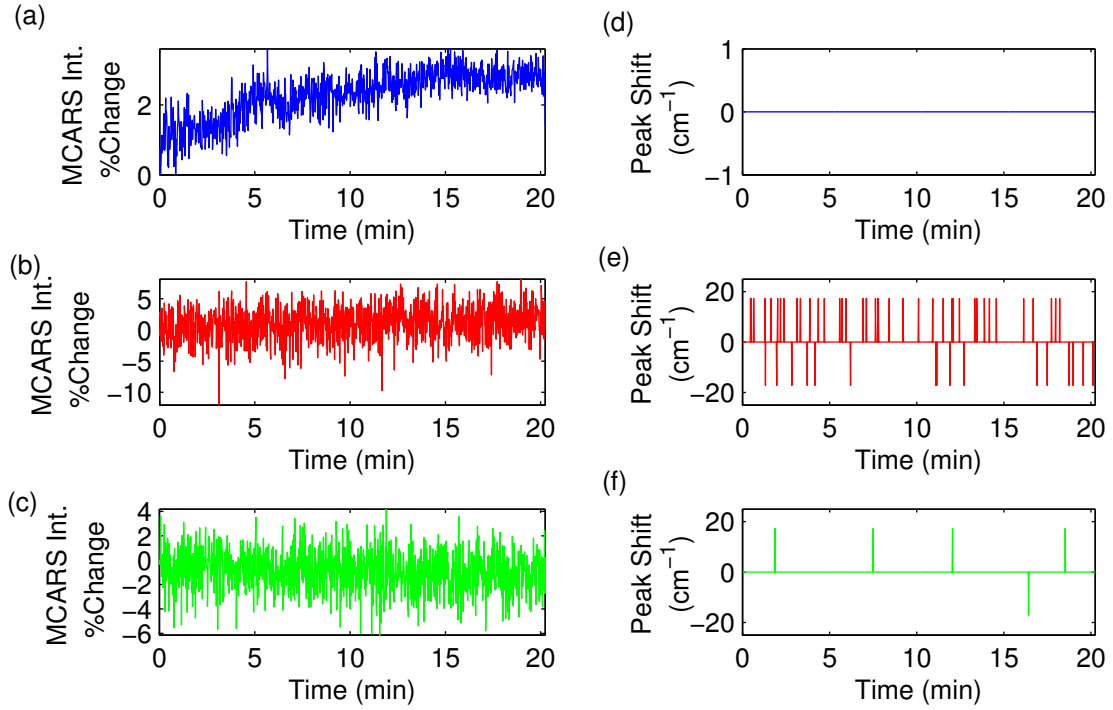 (a)
MCARS Int.
%Change
2
0
0 5 10 15 20
Time (min)
(d)
Peak Shift
(cm⁻¹)
1
0
−1
0 5 10 15 20
Time (min)
(b)
MCARS Int.
%Change
5
0
−5
−10
0 5 10 15 20
Time (min)
(e)
Peak Shift
(cm⁻¹)
20
0
−20
0 5 10 15 20
Time (min)
(c)
MCARS Int.
%Change
4
2
0
−2
−4
−6
0 5 10 15 20
Time (min)
(f)
Peak Shift
(cm⁻¹)
20
0
−20
0 5 10 15 20
Time (min)